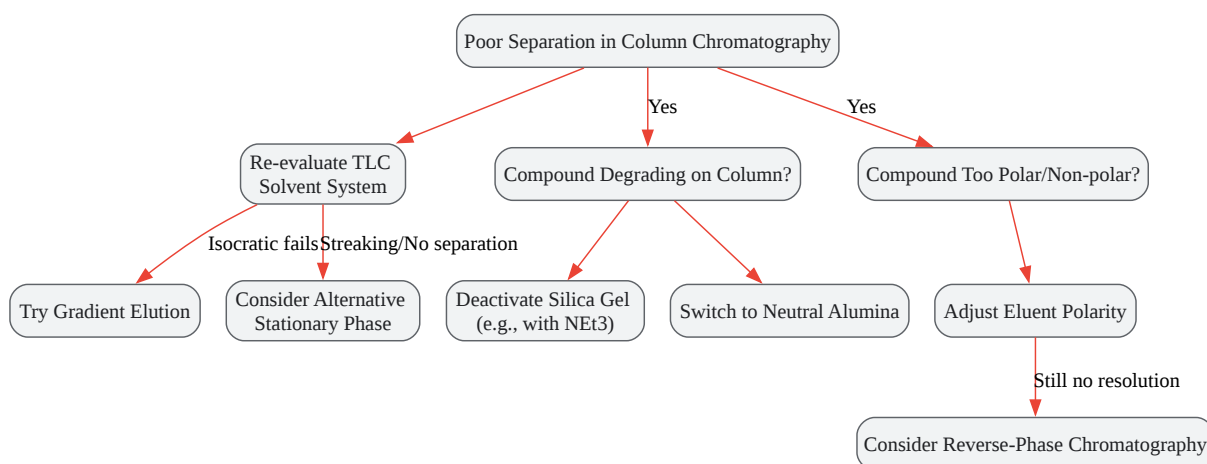 Poor Separation in Column Chromatography
Yes
Yes
Re-evaluate TLC
Solvent System
Compound Degrading on Column?
Compound Too Polar/Non-polar?
Isocratic fails
Streaking/No separation
Try Gradient Elution
Consider Alternative
Stationary Phase
Deactivate Silica Gel
(e.g., with NEt3)
Switch to Neutral Alumina
Adjust Eluent Polarity
Still no resolution
Consider Reverse-Phase Chromatography